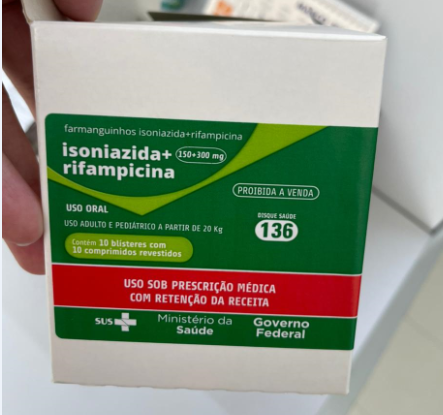 farmanguinhos isoniazida+rifampicina
isoniazida+ 150+300 mg
rifampicina
PROIBIDA A VENDA
USO ORAL
USO ADULTO E PEDIÁTRICO A PARTIR DE 20 Kg
DISQUE SAÚDE
136
Contém 10 blísteres com
10 comprimidos revestidos
USO SOB PRESCRIÇÃO MÉDICA
COM RETENÇÃO DA RECEITA
SUS
Ministério da
Saúde
Governo
Federal